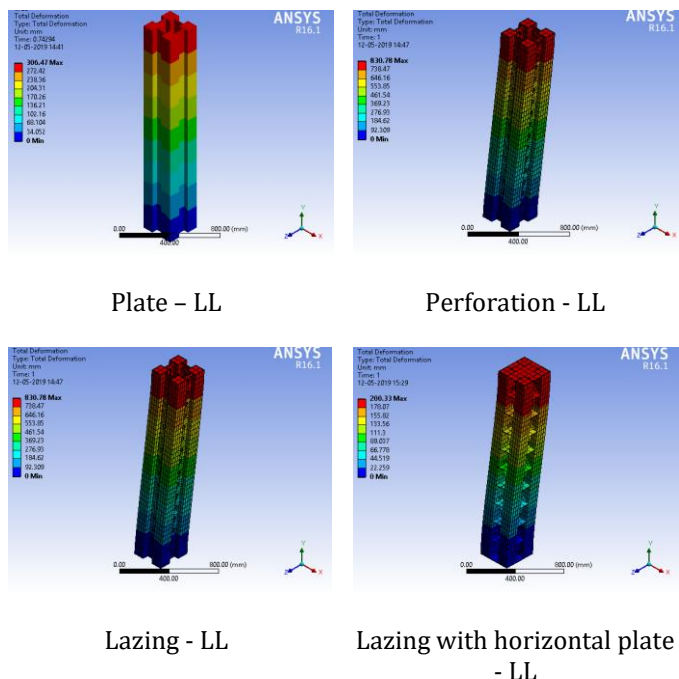 Total Deformation
Type: Total Deformation
Unit: mm
Time: 0.74294
12-05-2019 14:41
306.47 Max
272.42
238.36
204.31
170.26
136.21
102.16
68.104
34.052
0 Min
ANSYS
R16.1
0.00
800.00 (mm)
400.00
Y
Z
X
Plate – LL
Total Deformation
Type: Total Deformation
Unit: mm
Time: 1
12-05-2019 14:47
830.78 Max
738.47
646.16
553.85
461.54
369.23
276.93
184.62
92.309
0 Min
ANSYS
R16.1
0.00
800.00 (mm)
400.00
Y
Z
X
Perforation - LL
Total Deformation
Type: Total Deformation
Unit: mm
Time: 1
12-05-2019 14:47
830.78 Max
738.47
646.16
553.85
461.54
369.23
276.93
184.62
92.309
0 Min
ANSYS
R16.1
0.00
800.00 (mm)
400.00
Y
Z
X
Lazing - LL
Total Deformation
Type: Total Deformation
Unit: mm
Time: 1
12-05-2019 15:29
200.33 Max
178.07
155.82
133.56
111.3
89.037
66.778
44.519
22.259
0 Min
ANSYS
R16.1
0.00
800.00 (mm)
400.00
Y
Z
X
Lazing with horizontal plate
- LL